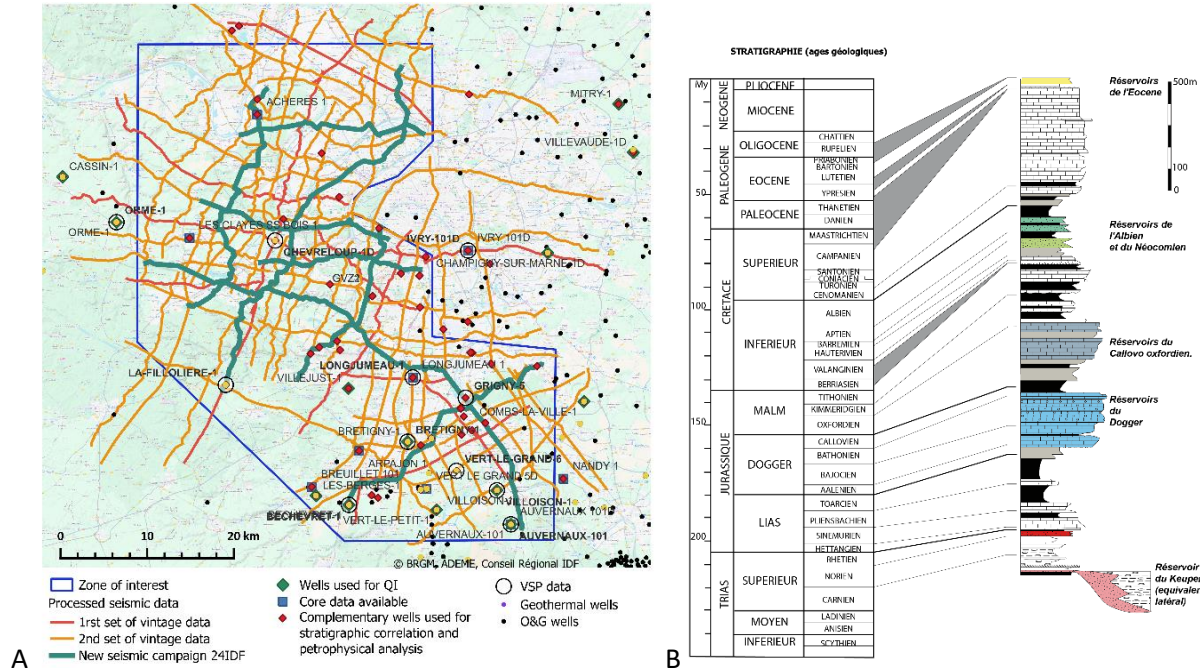 MITRY-1
ACHERES 1
VILLEVAUDE-1D
CASSIN-1
ORME-1
ORME-1
LES CLAYES SS BOIS 1
IVRY-101D
IVRY 101D
CHEVRELOUP-1D
CHAMPIGNY-SUR-MARNE 1D
GVZ2
LONGJUMEAU-1
LONGJUMEAU 1
LA-FILLOLIERE-1
VILLEJUST-1
GRIGNY-5
COMBS-LA-VILLE-1
BRETIGNY-1
BRETIGNY-1
ARPAJON 1
VERT-LE-GRAND-6
BREUILLET 101
VERT LE GRAND 5D
NANDY 1
LES-BERGES-1
VILLOISON-1
VILLOISON-1
BECHEVRET-1
VERT-LE-PETIT-1
AUVERNAUX 101D
AUVERNAUX-101
AUVERNAUX-101
0 10 20 km
© BRGM, ADEME, Conseil Régional IDF
Zone of interest
Processed seismic data
1rst set of vintage data
2nd set of vintage data
New seismic campaign 24IDF
Wells used for QI
Core data available
Complementary wells used for
stratigraphic correlation and
petrophysical analysis
VSP data
Geothermal wells
O&G wells
A
STRATIGRAPHIE (ages géologiques)
My
50
100
150
200
NEOGENE
PALEOGENE
CRETACE
JURASSIQUE
TRIAS
PLIOCENE
MIOCENE
OLIGOCENE
EOCENE
PALEOCENE
SUPERIEUR
INFERIEUR
MALM
DOGGER
LIAS
SUPERIEUR
MOYEN
INFERIEUR
CHATTIEN
RUPELIEN
PRIABONIEN
BARTONIEN
LUTETIEN
YPRESIEN
THANETIEN
DANIEN
MAASTRICHTIEN
CAMPANIEN
SANTONIEN
CONIACIEN
TURONIEN
CENOMANIEN
ALBIEN
APTIEN
BARREMIEN
HAUTERIVIEN
VALANGINIEN
BERRIASIEN
TITHONIEN
KIMMERIDGIEN
OXFORDIEN
CALLOVIEN
BATHONIEN
BAJOCIEN
AALENIEN
TOARCIEN
PLIENSBACHIEN
SINEMURIEN
HETTANGIEN
RHETIEN
NORIEN
CARNIEN
LADINIEN
ANISIEN
SCYTHIEN
Réservoirs
de l'Eocene
500m
100
0
Réservoirs de
l'Albien
et du Néocomien
Réservoirs du
Callovo oxfordien.
Réservoirs
du
Dogger
Réservoirs
du Keuper
(equivalent
latéral)
B